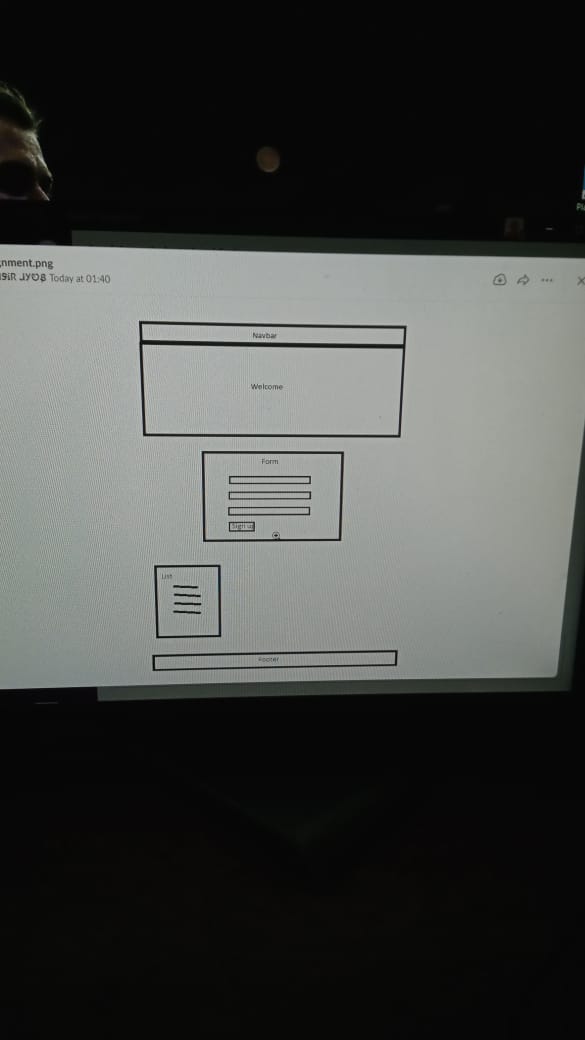 nment.png
Today at 01:40
Navbar
Welcome
Form
Sign up
List
Footer